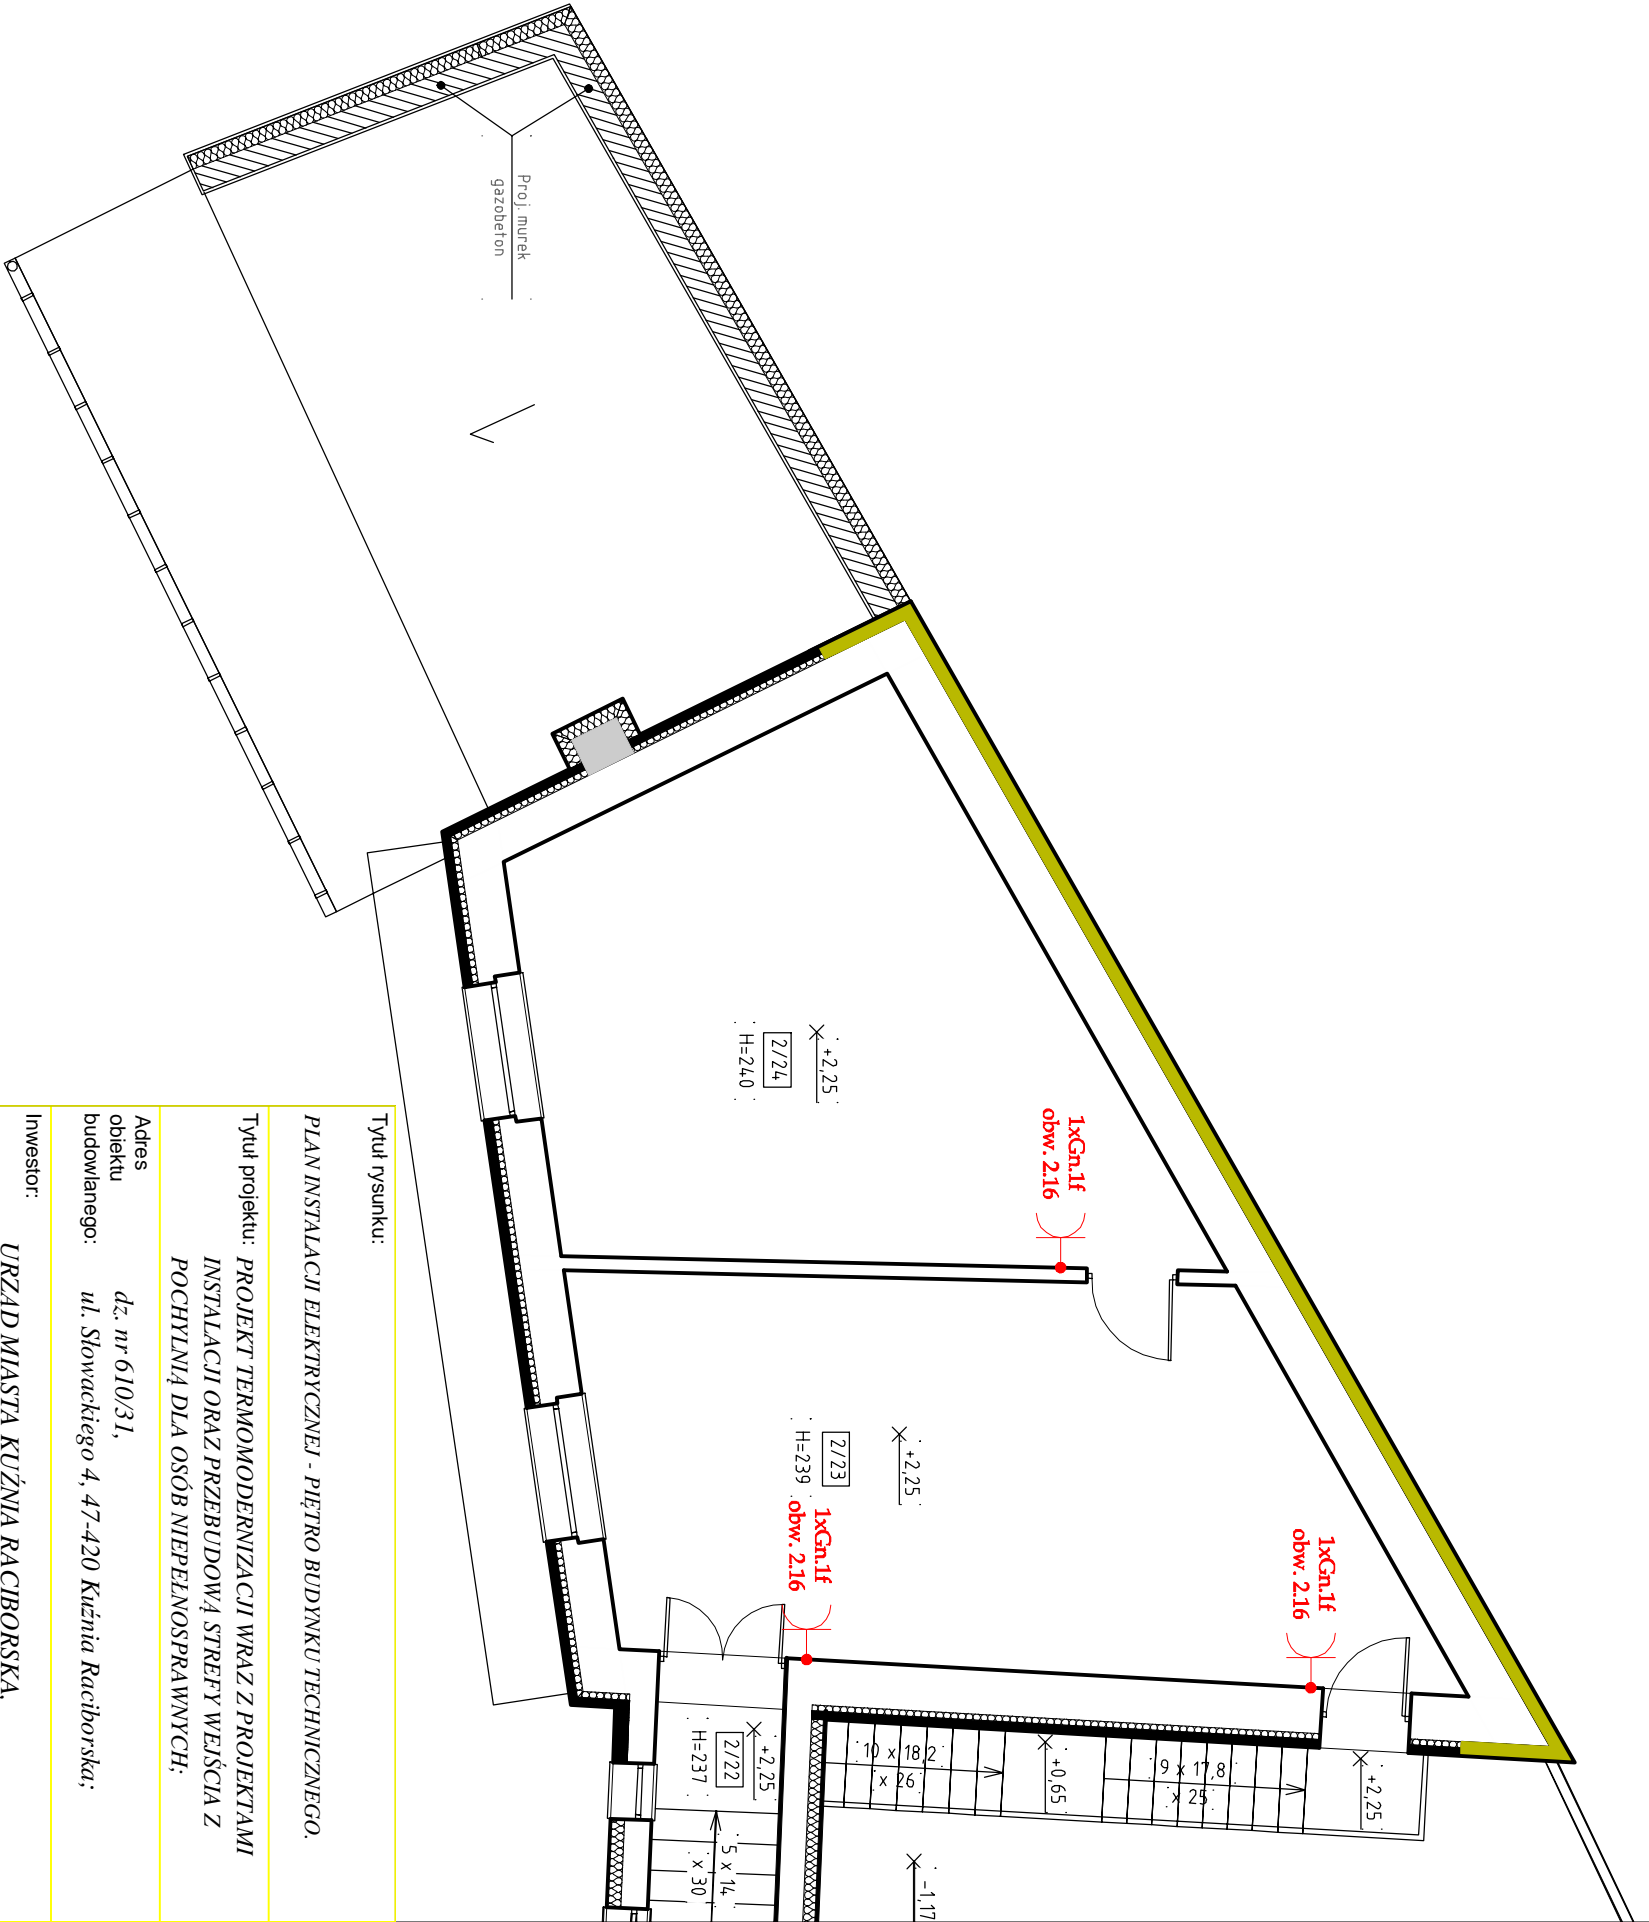 Proj. murek
gazobeton
+2,25
2/24
H=240
1xGn.1f
obw. 2.16
+2,25
2/23
H=239
1xGn.1f
obw. 2.16
1xGn.1f
obw. 2.16
+2,25
2/22
H=237
10 x 18,2
x 26
+0,65
9 x 17,8
x 25
+2,25
5 x 14
x 30
-1,17
Tytuł rysunku:
PLAN INSTALACJI ELEKTRYCZNEJ - PIĘTRO BUDYNKU TECHNICZNEGO.
Tytuł projektu: PROJEKT TERMOMODERNIZACJI WRAZ Z PROJEKTAMI
INSTALACJI ORAZ PRZEBUDOWĄ STREFY WEJŚCIA Z
POCHYLNIĄ DLA OSÓB NIEPEŁNOSPRAWNYCH;
Adres
obiektu
budowlanego:
dz. nr 610/31,
ul. Słowackiego 4, 47-420 Kuźnia Raciborska;
Inwestor:
URZĄD MIASTA KUŹNIA RACIBORSKA,